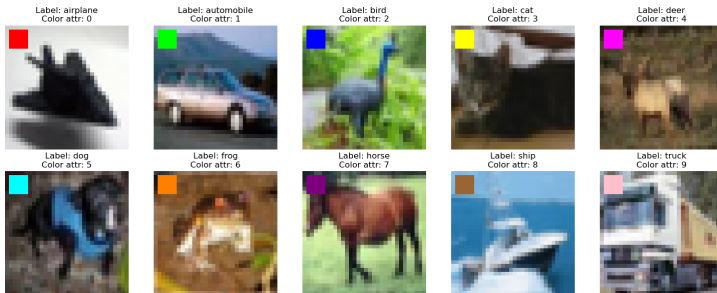 Label: airplane
Color attr: 0
Label: automobile
Color attr: 1
Label: bird
Color attr: 2
Label: cat
Color attr: 3
Label: deer
Color attr: 4
Label: dog
Color attr: 5
Label: frog
Color attr: 6
Label: horse
Color attr: 7
Label: ship
Color attr: 8
Label: truck
Color attr: 9